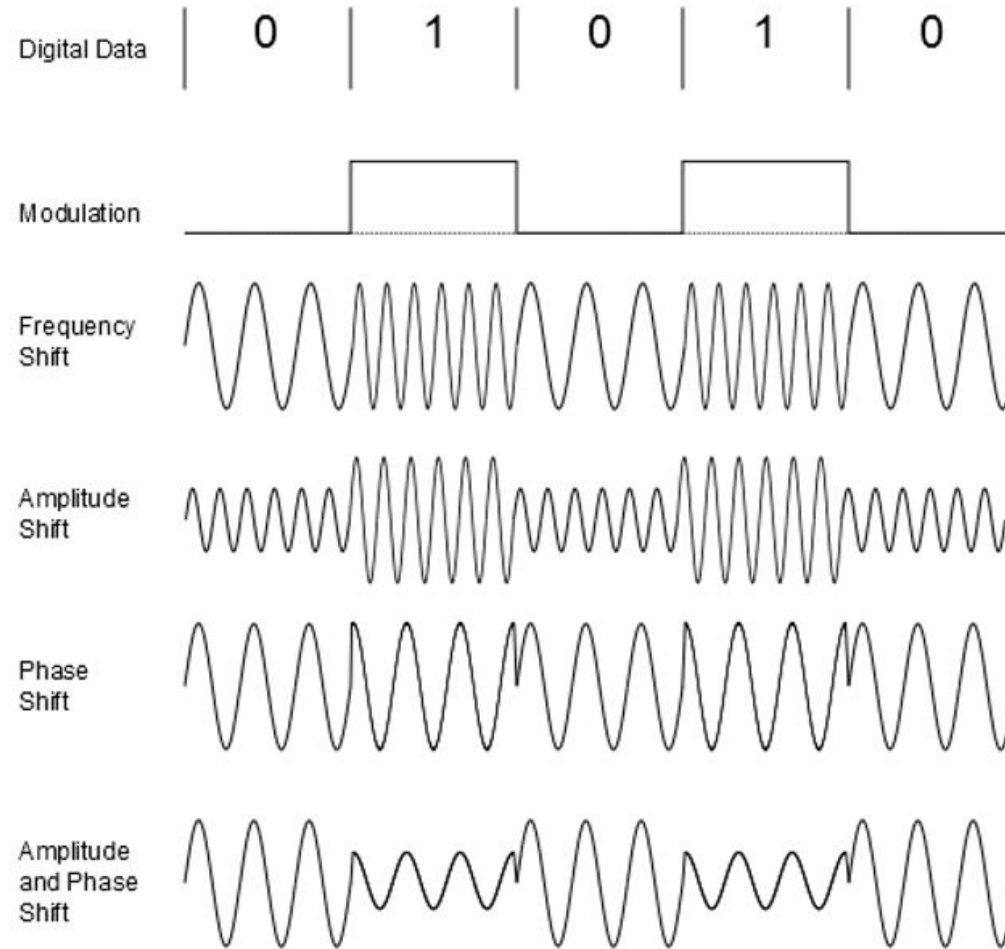 Digital Data 0 1 0 1 0
Modulation
Frequency
Shift
Amplitude
Shift
Phase
Shift
Amplitude
and Phase
Shift